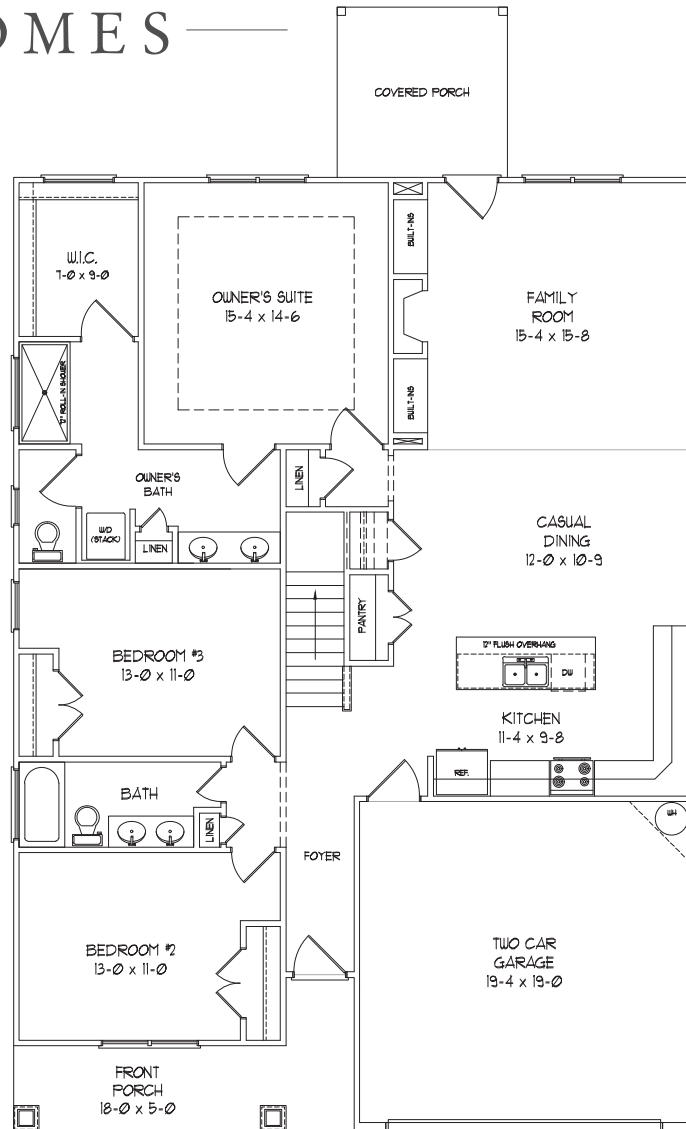 OMES
COVERED PORCH
W.I.C.
7-0 x 9-0
OWNER'S SUITE
15-4 x 14-6
BUILT-INS
FAMILY
ROOM
15-4 x 15-8
72" ROLL-IN SHOWER
BUILT-INS
OWNER'S
BATH
LINEN
W/D
(STACK)
LINEN
CASUAL
DINING
12-0 x 10-9
PANTRY
BEDROOM #3
13-0 x 11-0
12" FLUSH OVERHANG
DW
KITCHEN
11-4 x 9-8
REF.
BATH
LINEN
WH
FOYER
BEDROOM #2
13-0 x 11-0
TWO CAR
GARAGE
19-4 x 19-0
FRONT
PORCH
18-0 x 5-0